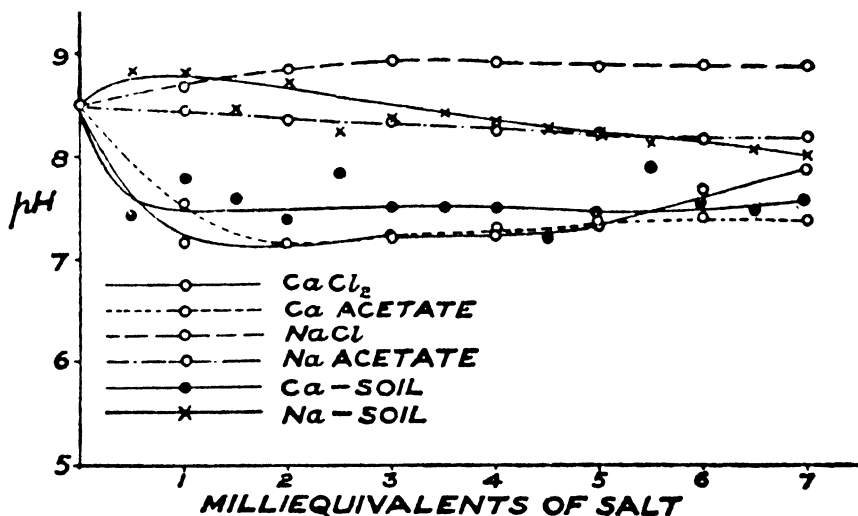 9
8
pH
7
6
5
CaCl₂
Ca ACETATE
NaCl
Na ACETATE
Ca-SOIL
Na-SOIL
1 2 3 4 5 6 7
MILLIEQUIVALENTS OF SALT